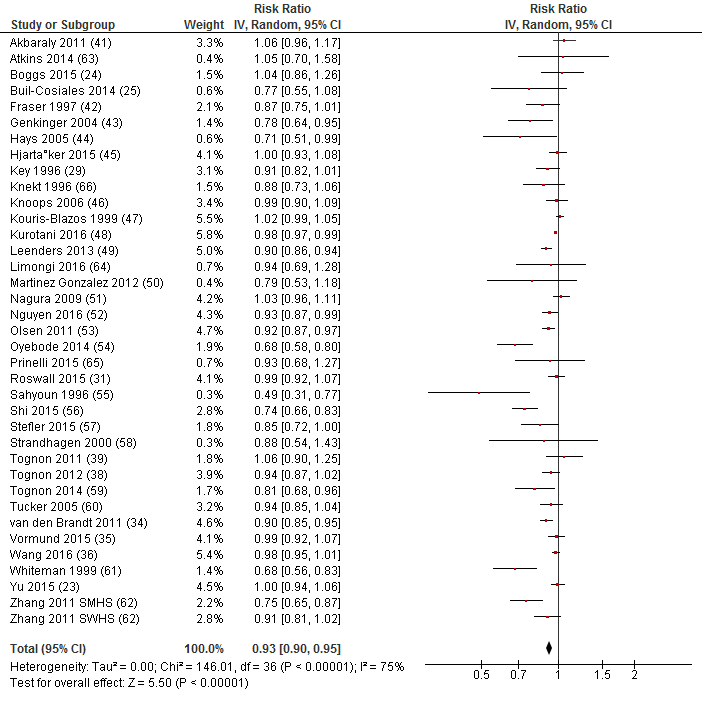 Risk Ratio Risk Ratio
Study or Subgroup Weight IV, Random, 95% CI IV, Random, 95% CI
Akbaraly 2011 (41) 3.3% 1.06 [0.96, 1.17]
Atkins 2014 (63) 0.4% 1.05 [0.70, 1.58]
Boggs 2015 (24) 1.5% 1.04 [0.86, 1.26]
Buil-Cosiales 2014 (25) 0.6% 0.77 [0.55, 1.08]
Fraser 1997 (42) 2.1% 0.87 [0.75, 1.01]
Genkinger 2004 (43) 1.4% 0.78 [0.64, 0.95]
Hays 2005 (44) 0.6% 0.71 [0.51, 0.99]
Hjarta°ker 2015 (45) 4.1% 1.00 [0.93, 1.08]
Key 1996 (29) 3.1% 0.91 [0.82, 1.01]
Knekt 1996 (66) 1.5% 0.88 [0.73, 1.06]
Knoops 2006 (46) 3.4% 0.99 [0.90, 1.09]
Kouris-Blazos 1999 (47) 5.5% 1.02 [0.99, 1.05]
Kurotani 2016 (48) 5.8% 0.98 [0.97, 0.99]
Leenders 2013 (49) 5.0% 0.90 [0.86, 0.94]
Limongi 2016 (64) 0.7% 0.94 [0.69, 1.28]
Martinez Gonzalez 2012 (50) 0.4% 0.79 [0.53, 1.18]
Nagura 2009 (51) 4.2% 1.03 [0.96, 1.11]
Nguyen 2016 (52) 4.3% 0.93 [0.87, 0.99]
Olsen 2011 (53) 4.7% 0.92 [0.87, 0.97]
Oyebode 2014 (54) 1.9% 0.68 [0.58, 0.80]
Prinelli 2015 (65) 0.7% 0.93 [0.68, 1.27]
Roswall 2015 (31) 4.1% 0.99 [0.92, 1.07]
Sahyoun 1996 (55) 0.3% 0.49 [0.31, 0.77]
Shi 2015 (56) 2.8% 0.74 [0.66, 0.83]
Stefler 2015 (57) 1.8% 0.85 [0.72, 1.00]
Strandhagen 2000 (58) 0.3% 0.88 [0.54, 1.43]
Tognon 2011 (39) 1.8% 1.06 [0.90, 1.25]
Tognon 2012 (38) 3.9% 0.94 [0.87, 1.02]
Tognon 2014 (59) 1.7% 0.81 [0.68, 0.96]
Tucker 2005 (60) 3.2% 0.94 [0.85, 1.04]
van den Brandt 2011 (34) 4.6% 0.90 [0.85, 0.95]
Vormund 2015 (35) 4.1% 0.99 [0.92, 1.07]
Wang 2016 (36) 5.4% 0.98 [0.95, 1.01]
Whiteman 1999 (61) 1.4% 0.68 [0.56, 0.83]
Yu 2015 (23) 4.5% 1.00 [0.94, 1.06]
Zhang 2011 SMHS (62) 2.2% 0.75 [0.65, 0.87]
Zhang 2011 SWHS (62) 2.8% 0.91 [0.81, 1.02]
Total (95% CI) 100.0% 0.93 [0.90, 0.95]
Heterogeneity: Tau² = 0.00; Chi² = 146.01, df = 36 (P < 0.00001); I² = 75%
Test for overall effect: Z = 5.50 (P < 0.00001)
0.5 0.7 1 1.5 2